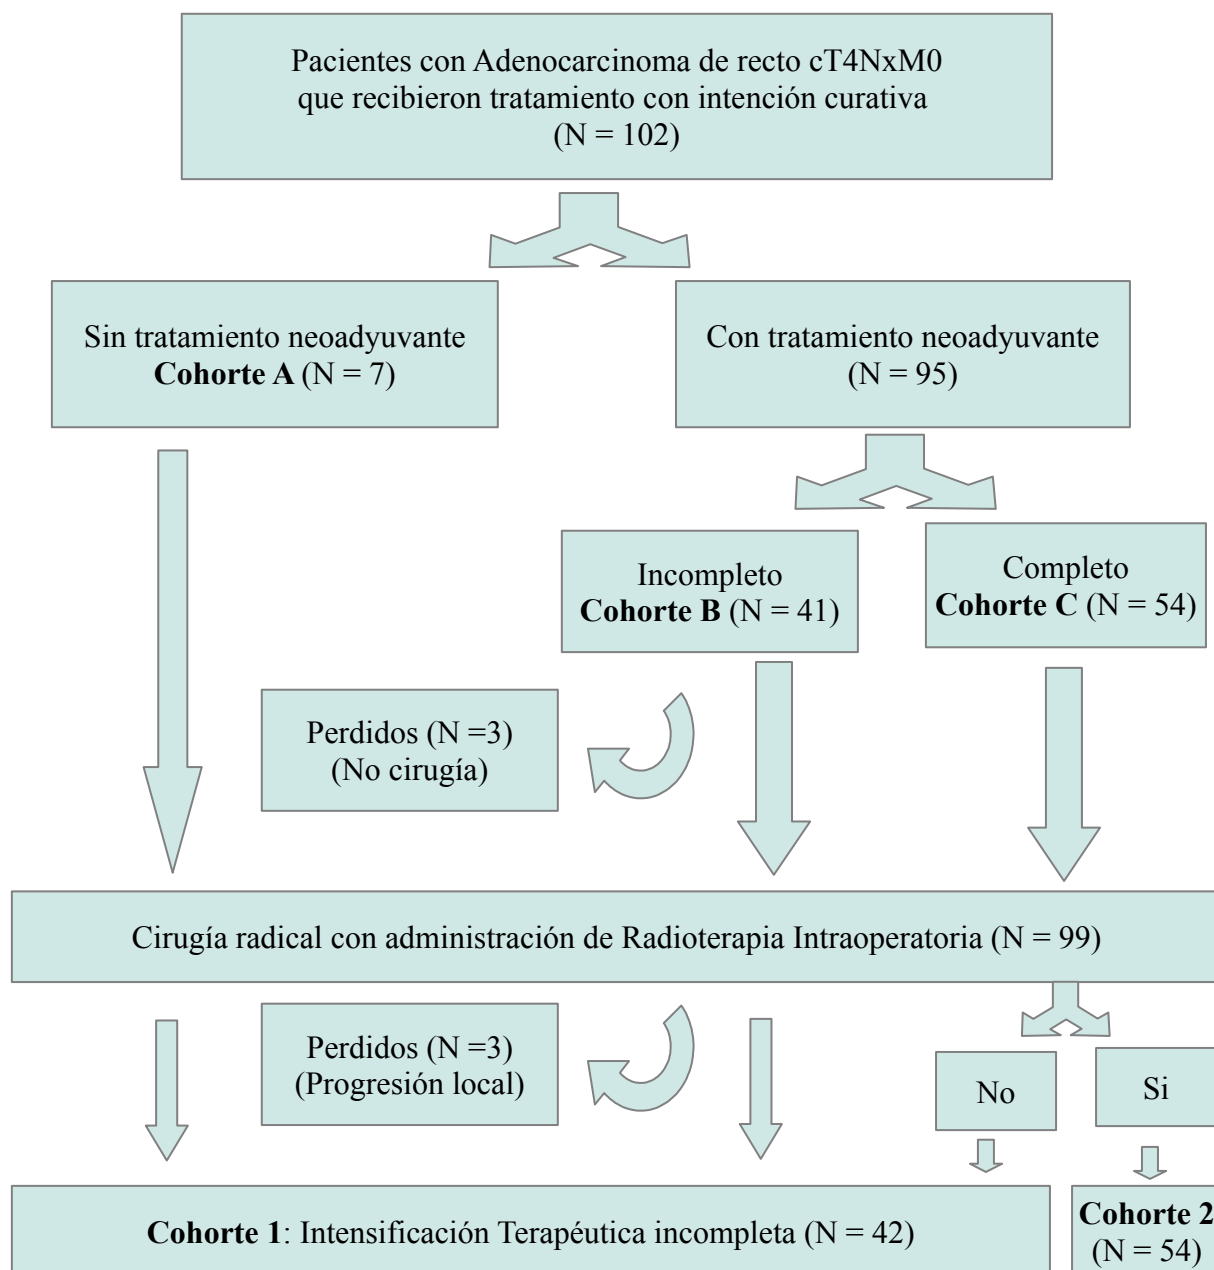 Pacientes con Adenocarcinoma de recto cT4NxM0
que recibieron tratamiento con intención curativa
(N = 102)
Sin tratamiento neoadyuvante
Cohorte A (N = 7)
Con tratamiento neoadyuvante
(N = 95)
Incompleto
Cohorte B (N = 41)
Completo
Cohorte C (N = 54)
Perdidos (N =3)
(No cirugía)
Cirugía radical con administración de Radioterapia Intraoperatoria (N = 99)
Perdidos (N =3)
(Progresión local)
No
Si
Cohorte 1: Intensificación Terapéutica incompleta (N = 42)
Cohorte 2
(N = 54)